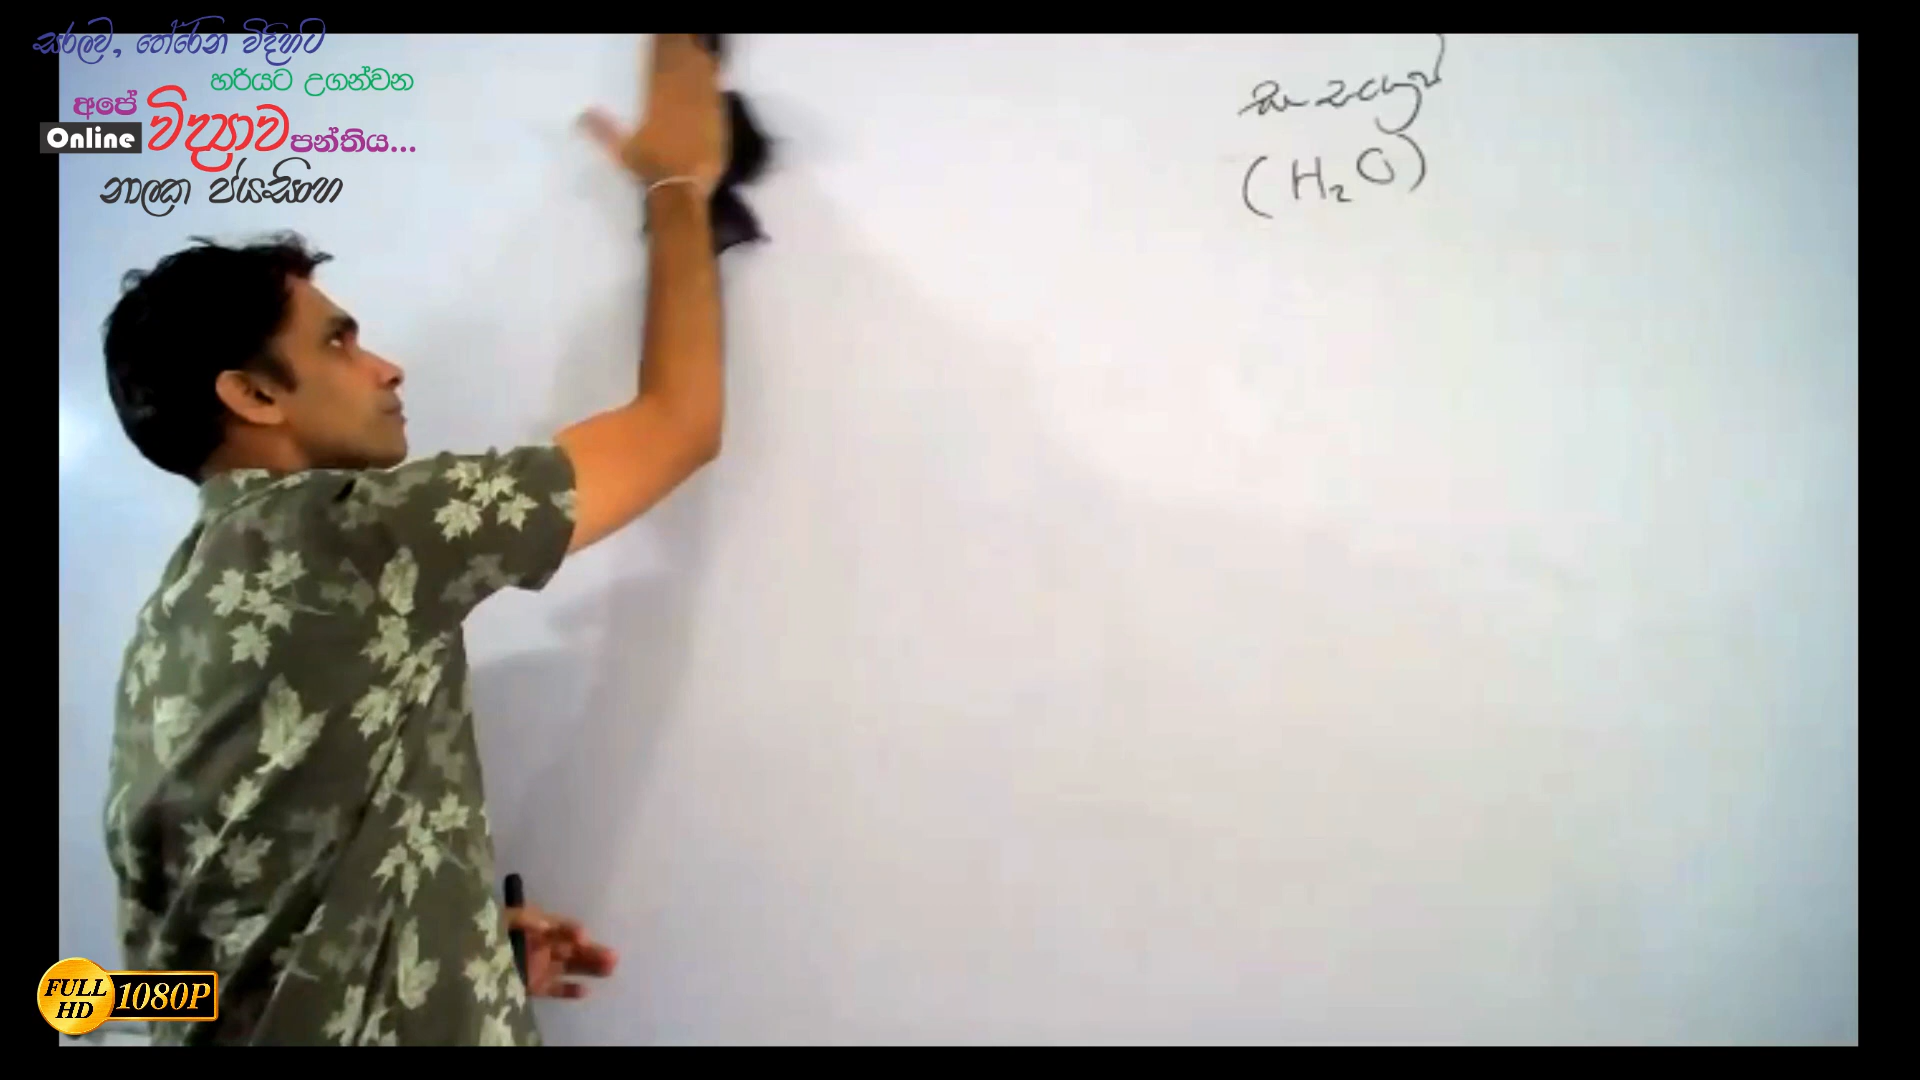 සරලව, තේරෙන විදිහට
හරියට උගන්වන
අපේ
Online විද්‍යාව පන්තිය...
නාලක ජයසිංහ
(H₂O)
FULL HD 1080P